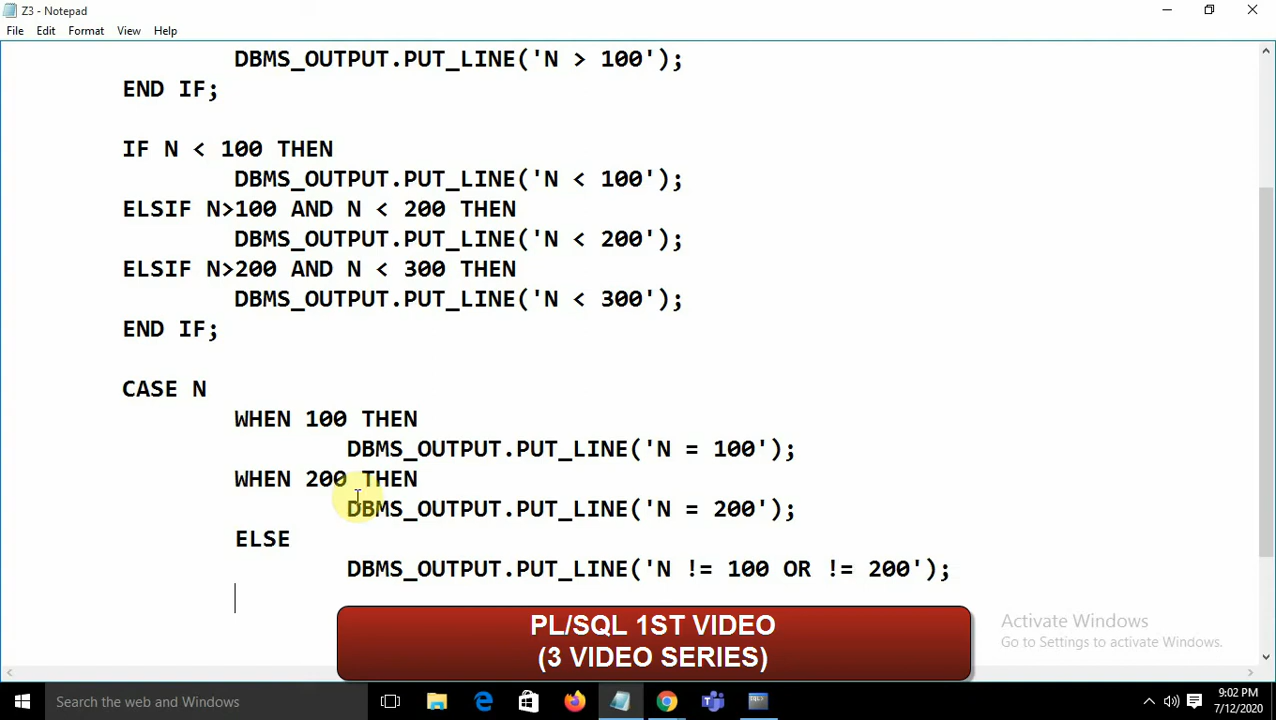 Z3 - Notepad
File Edit Format View Help
DBMS_OUTPUT.PUT_LINE('N > 100');
END IF;
IF N < 100 THEN
DBMS_OUTPUT.PUT_LINE('N < 100');
ELSIF N>100 AND N < 200 THEN
DBMS_OUTPUT.PUT_LINE('N < 200');
ELSIF N>200 AND N < 300 THEN
DBMS_OUTPUT.PUT_LINE('N < 300');
END IF;
CASE N
WHEN 100 THEN
DBMS_OUTPUT.PUT_LINE('N = 100');
WHEN 200 THEN
DBMS_OUTPUT.PUT_LINE('N = 200');
ELSE
DBMS_OUTPUT.PUT_LINE('N != 100 OR != 200');
PL/SQL 1ST VIDEO
(3 VIDEO SERIES)
Activate Windows
Go to Settings to activate Windows.
Search the web and Windows
9:02 PM
7/12/2020